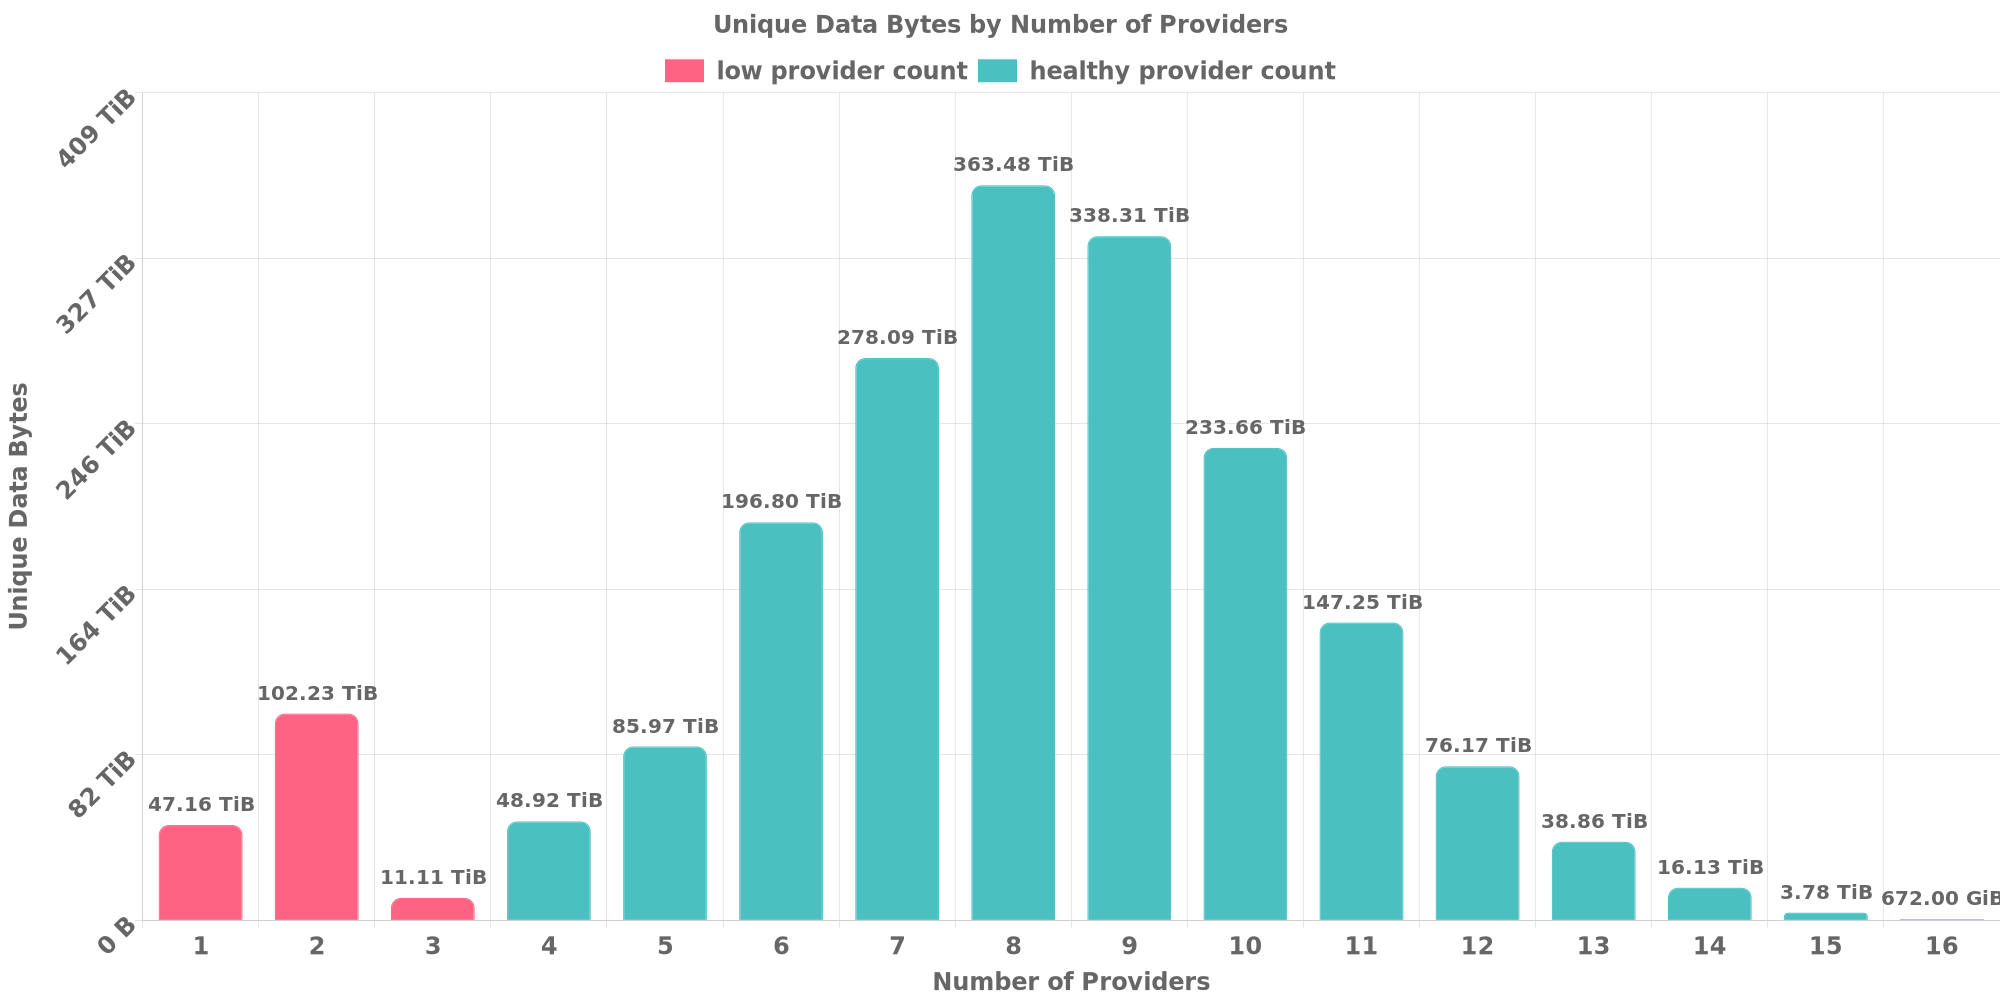 Unique Data Bytes by Number of Providers
low provider count healthy provider count
409 TiB
327 TiB
246 TiB
164 TiB
82 TiB
0 B
Unique Data Bytes
47.16 TiB
102.23 TiB
11.11 TiB
48.92 TiB
85.97 TiB
196.80 TiB
278.09 TiB
363.48 TiB
338.31 TiB
233.66 TiB
147.25 TiB
76.17 TiB
38.86 TiB
16.13 TiB
3.78 TiB
672.00 GiB
1 2 3 4 5 6 7 8 9 10 11 12 13 14 15 16
Number of Providers